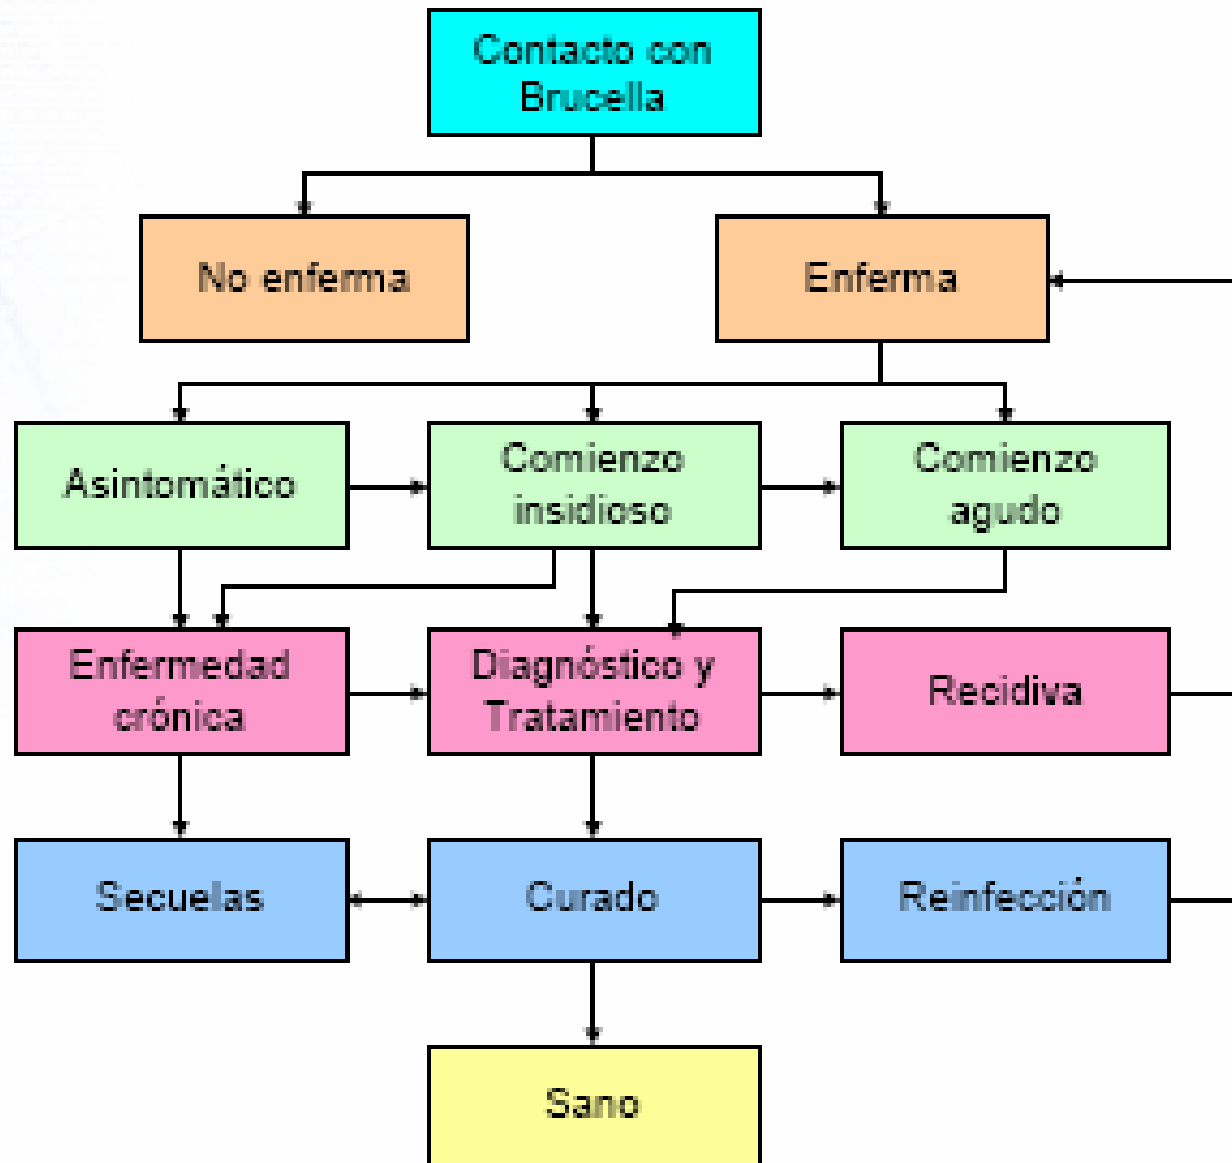 Contacto con
Brucella
No enferma
Enferma
Asintomático
Comienzo
insidioso
Comienzo
agudo
Enfermedad
crónica
Diagnóstico y
Tratamiento
Recidiva
Secuelas
Curado
Reinfección
Sano